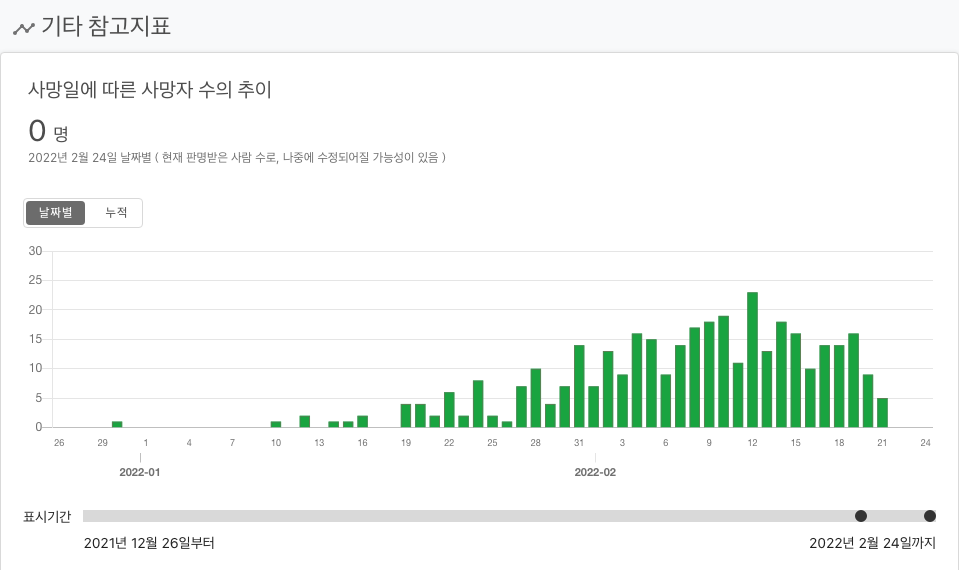 기타 참고지표
사망일에 따른 사망자 수의 추이
0 명
2022년 2월 24일 날짜별 ( 현재 판명받은 사람 수로, 나중에 수정되어질 가능성이 있음 )
날짜별 누적
30
25
20
15
10
5
0
26 29 1 4 7 10 13 16 19 22 25 28 31 3 6 9 12 15 18 21 24
2022-01 2022-02
표시기간
2021년 12월 26일부터 2022년 2월 24일까지